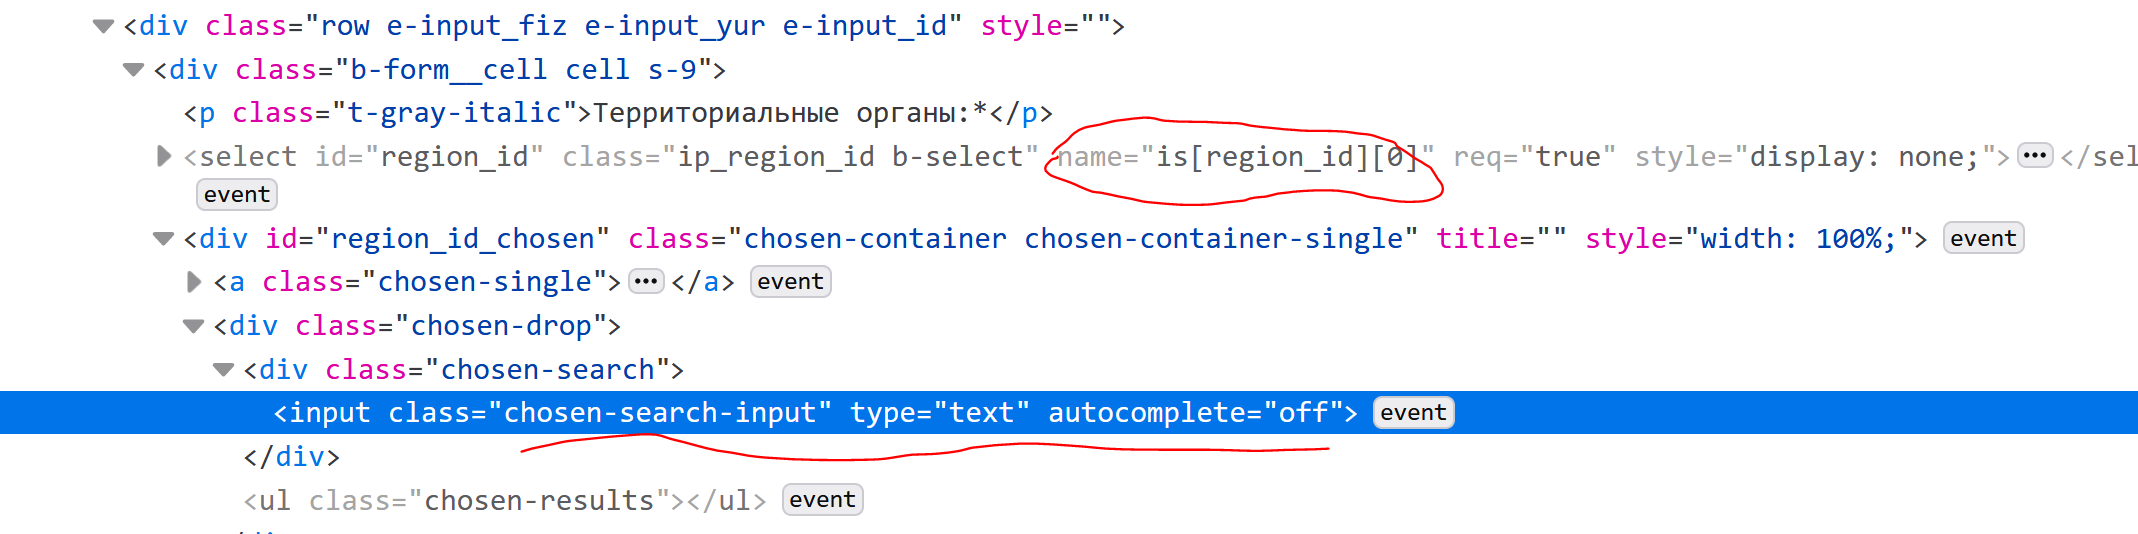 <div class="row e-input_fiz e-input_yur e-input_id" style="">
<div class="b-form__cell cell s-9">
<p class="t-gray-italic">Территориальные органы:*</p>
<select id="region_id" class="ip_region_id b-select" name="is[region_id][0]" req="true" style="display: none;">•••</sel
event
<div id="region_id_chosen" class="chosen-container chosen-container-single" title="" style="width: 100%;"> event
<a class="chosen-single">•••</a> event
<div class="chosen-drop">
<div class="chosen-search">
<input class="chosen-search-input" type="text" autocomplete="off"> event
</div>
<ul class="chosen-results"></ul> event